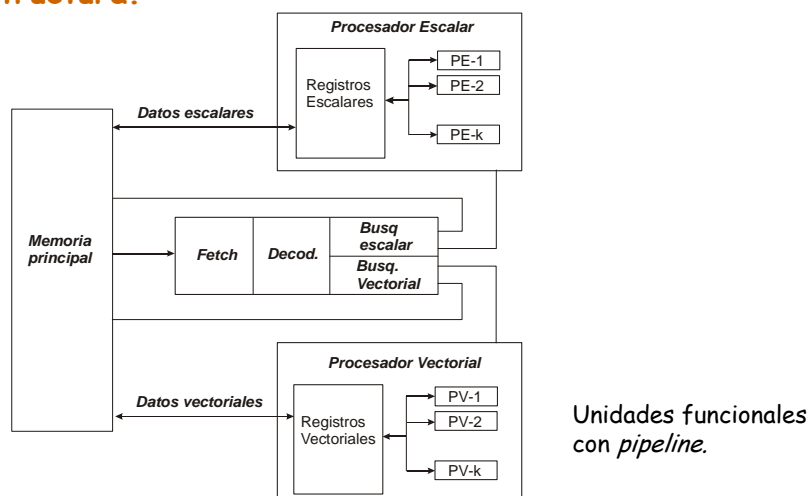 Procesador Escalar
Registros
Escalares
PE-1
PE-2
PE-k
Datos escalares
Memoria
principal
Fetch
Decod.
Busq
escalar
Busq.
Vectorial
Procesador Vectorial
Datos vectoriales
Registros
Vectoriales
PV-1
PV-2
PV-k
Unidades funcionales
con pipeline.